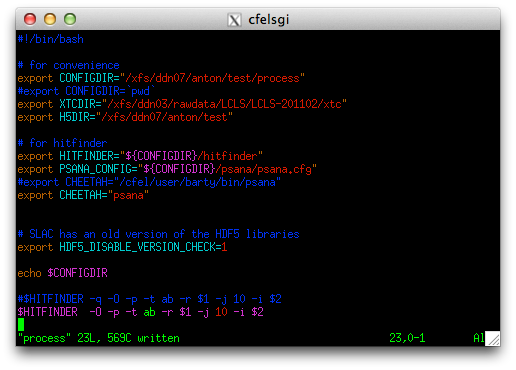 cfelsgi
#!/bin/bash
# for convenience
export CONFIGDIR="/xfs/ddn07/anton/test/process"
#export CONFIGDIR=`pwd`
export XTCDIR="/xfs/ddn03/rawdata/LCLS/LCLS-201102/xtc"
export H5DIR="/xfs/ddn07/anton/test"
# for hitfinder
export HITFINDER="${CONFIGDIR}/hitfinder"
export PSANA_CONFIG="${CONFIGDIR}/psana/psana.cfg"
#export CHEETAH="/cfel/user/barty/bin/psana"
export CHEETAH="psana"
# SLAC has an old version of the HDF5 libraries
export HDF5_DISABLE_VERSION_CHECK=1
echo $CONFIGDIR
#$HITFINDER -q -O -p -t ab -r $1 -j 10 -i $2
$HITFINDER  -O -p -t ab -r $1 -j 10 -i $2
"process" 23L, 569C written 23,0-1 Al